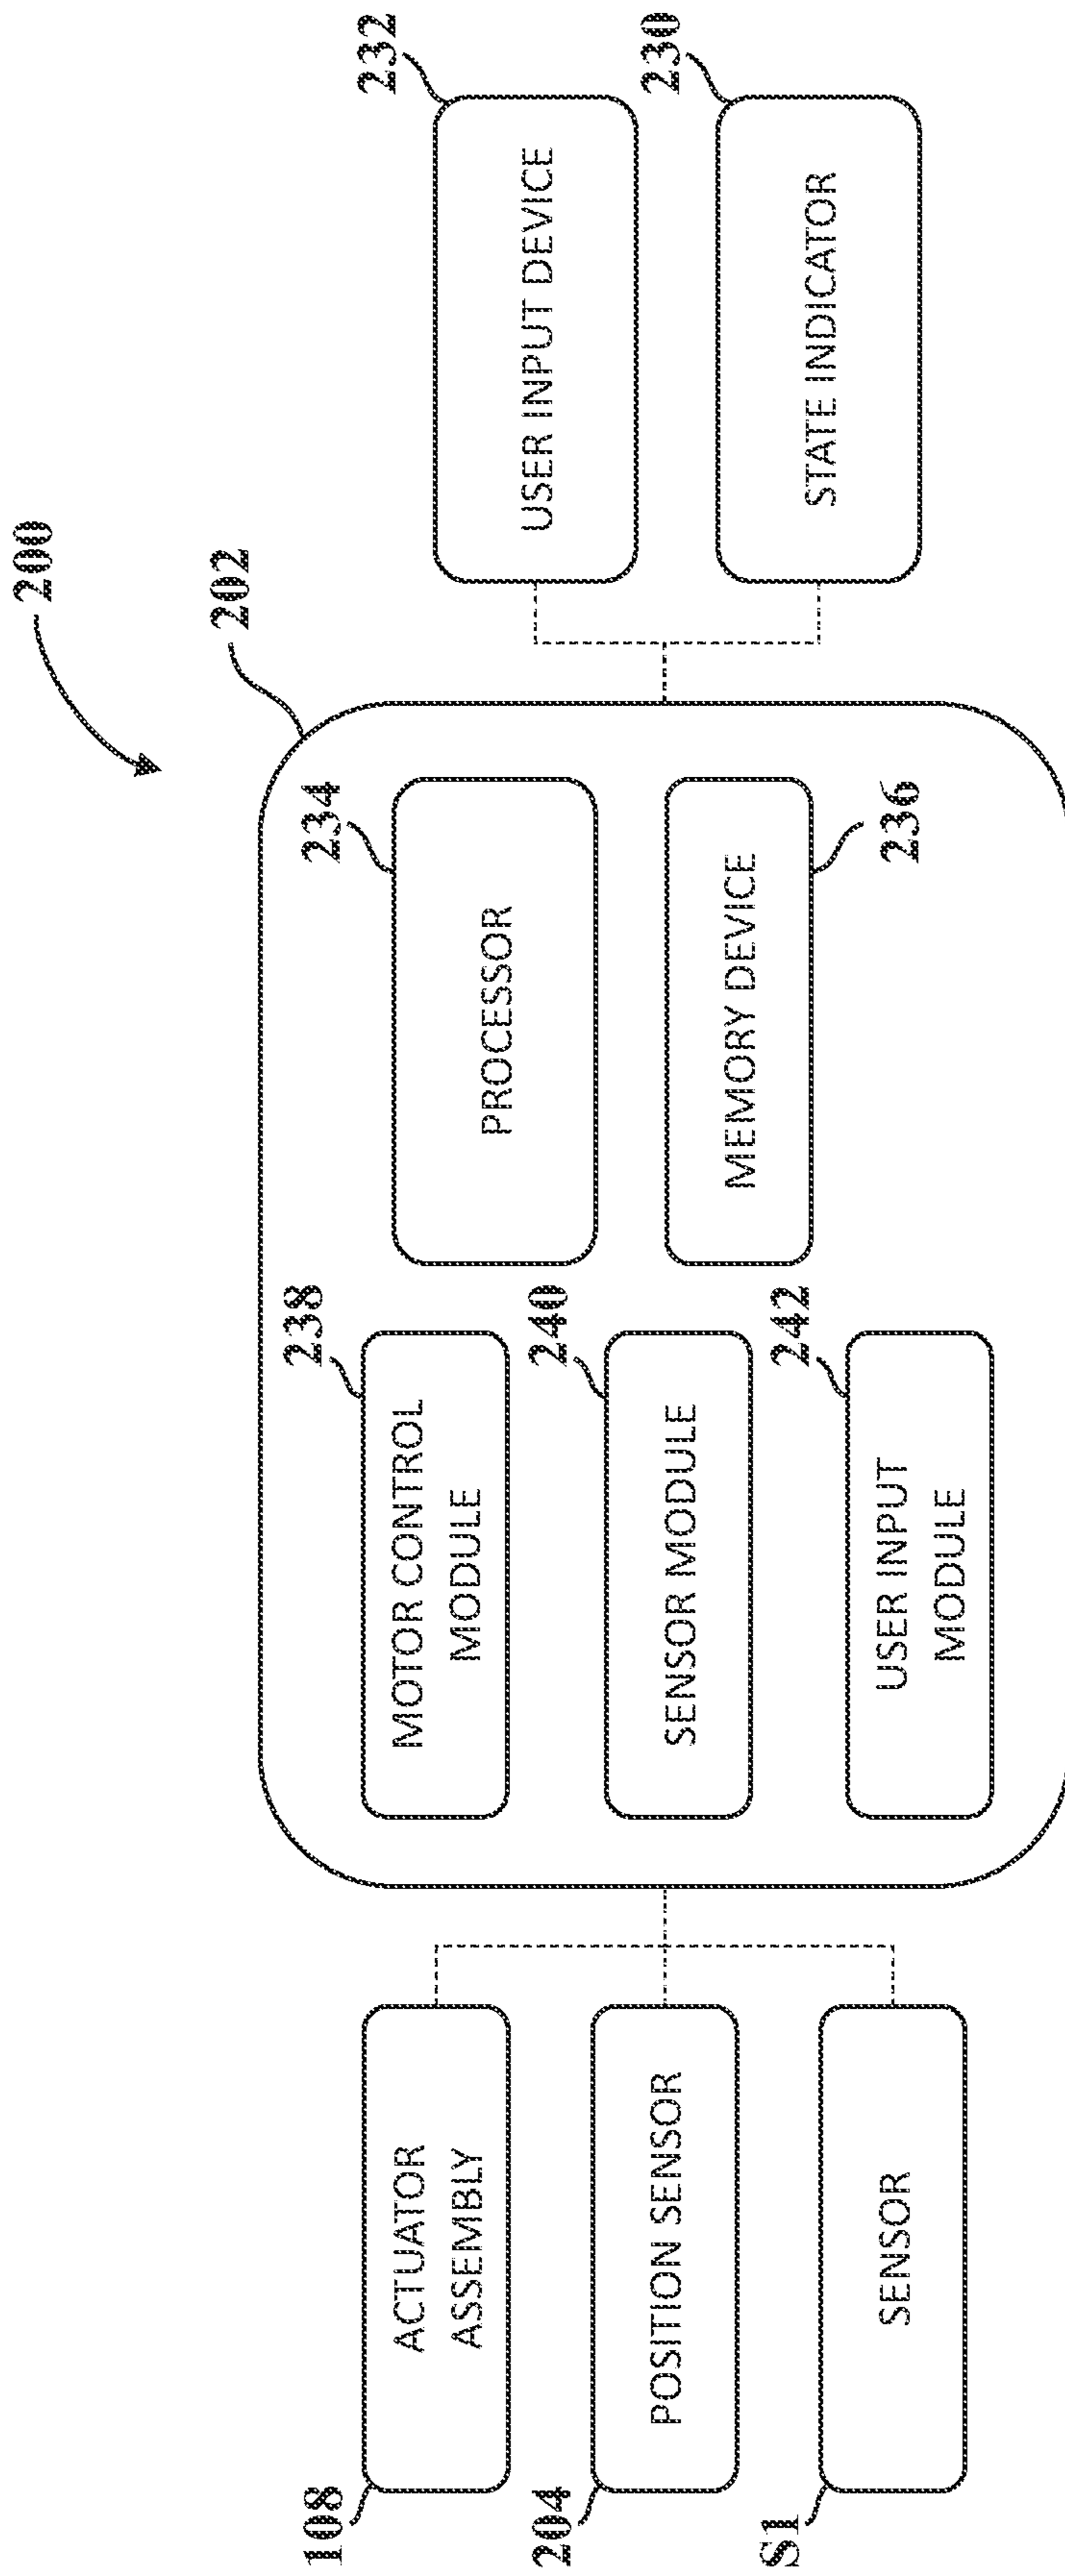 200
202
108
ACTUATOR
ASSEMBLY
204
POSITION SENSOR
S1
SENSOR
238
MOTOR CONTROL
MODULE
240
SENSOR MODULE
242
USER INPUT
MODULE
234
PROCESSOR
MEMORY DEVICE
236
232
USER INPUT DEVICE
230
STATE INDICATOR